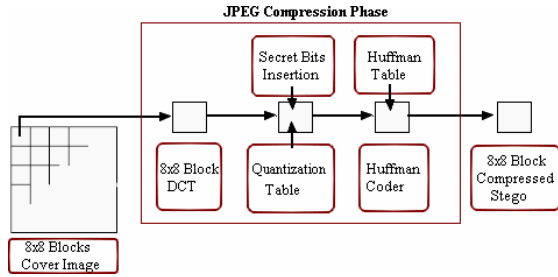 JPEG Compression Phase
Secret Bits
Insertion
Huffman
Table
8x8 Block
DCT
Quantization
Table
Huffman
Coder
8x8 Block
Compressed
Stego
8x8 Blocks
Cover Image